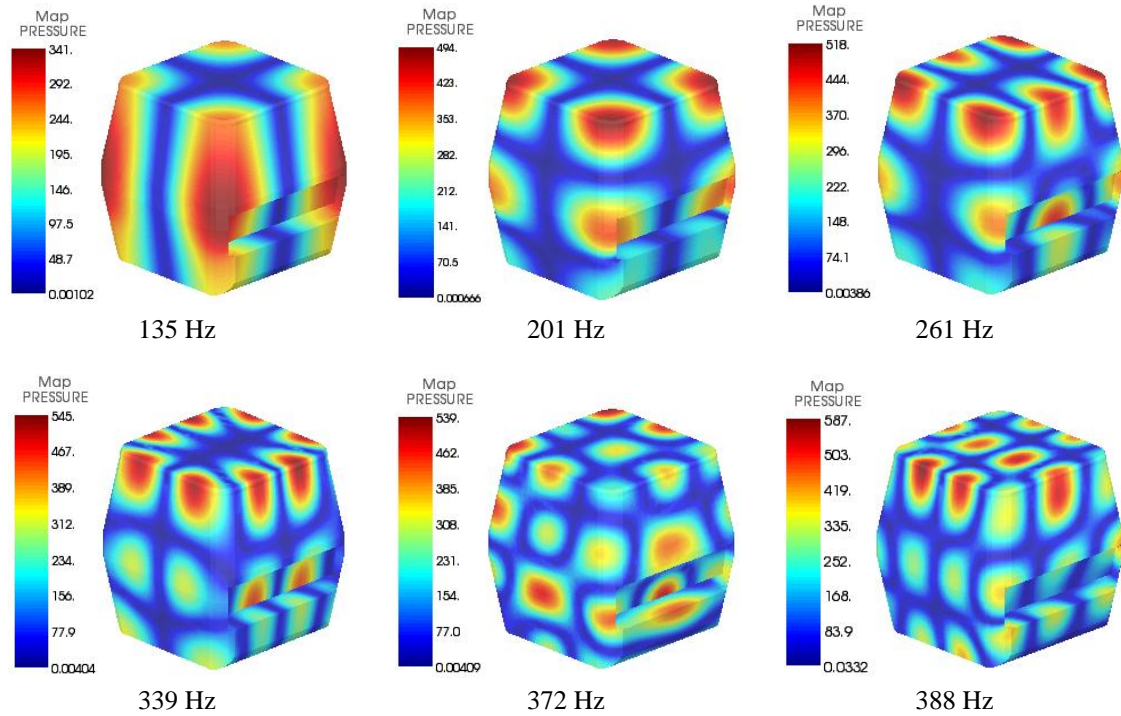 Map
PRESSURE
341.
292.
244.
195.
146.
97.5
48.7
0.00102
135 Hz
Map
PRESSURE
494.
423.
353.
282.
212.
141.
70.5
0.000666
201 Hz
Map
PRESSURE
518.
444.
370.
296.
222.
148.
74.1
0.00386
261 Hz
Map
PRESSURE
545.
467.
389.
312.
234.
156.
77.9
0.00404
339 Hz
Map
PRESSURE
539.
462.
385.
308.
231.
154.
77.0
0.00409
372 Hz
Map
PRESSURE
587.
503.
419.
335.
252.
168.
83.9
0.0332
388 Hz